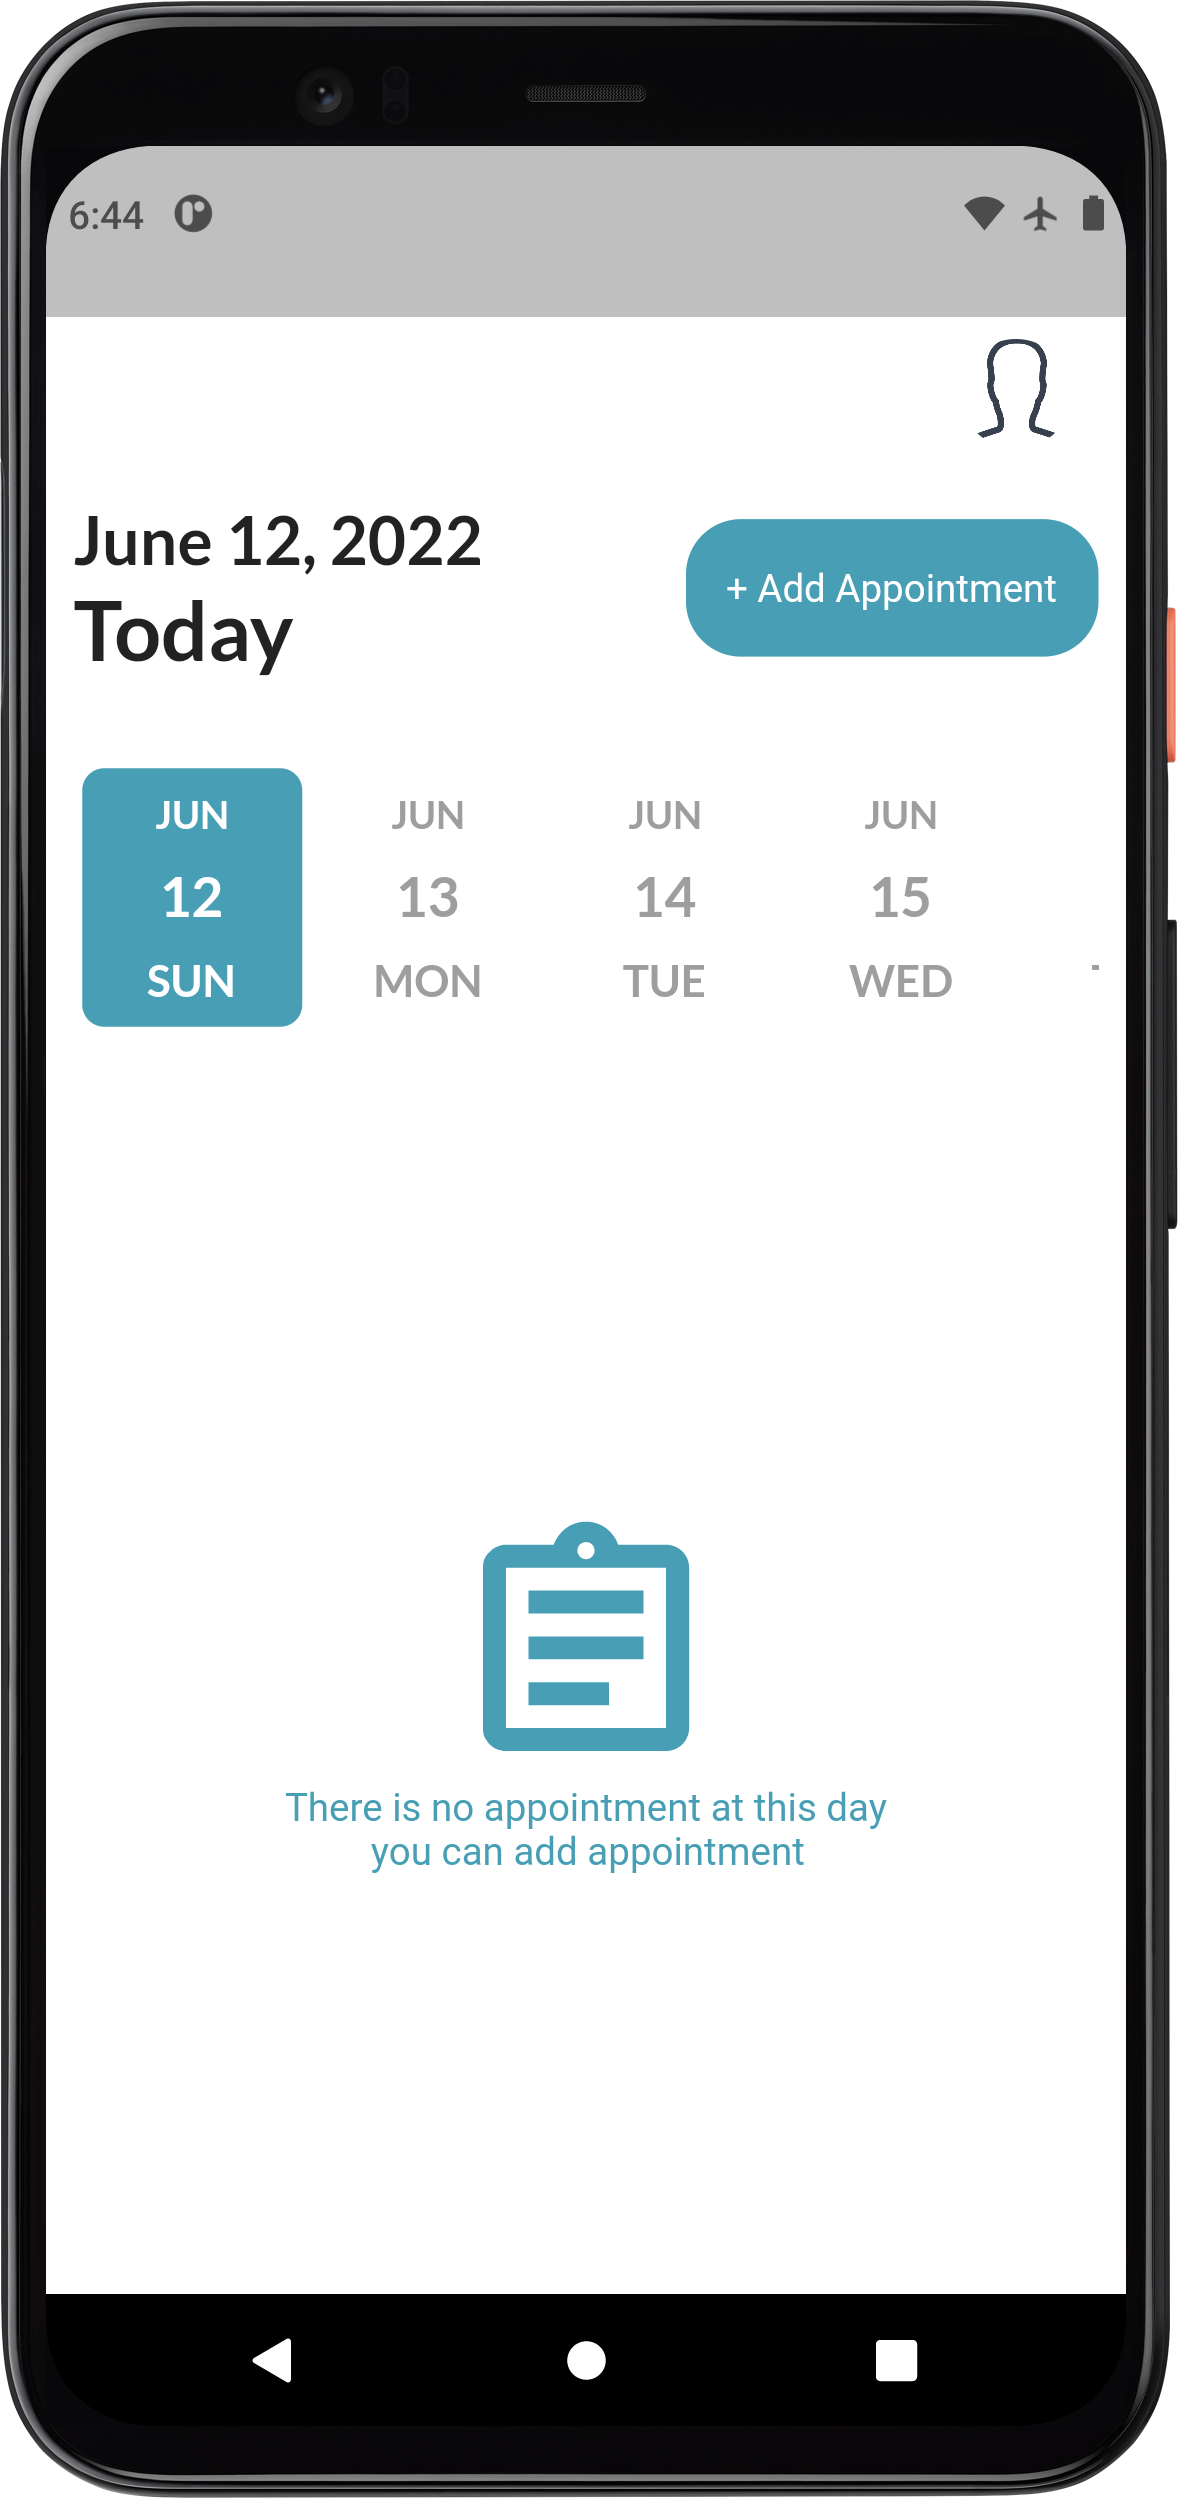 6:44
June 12, 2022
Today
+ Add Appointment
JUN JUN JUN JUN
12 13 14 15
SUN MON TUE WED
There is no appointment at this day
you can add appointment